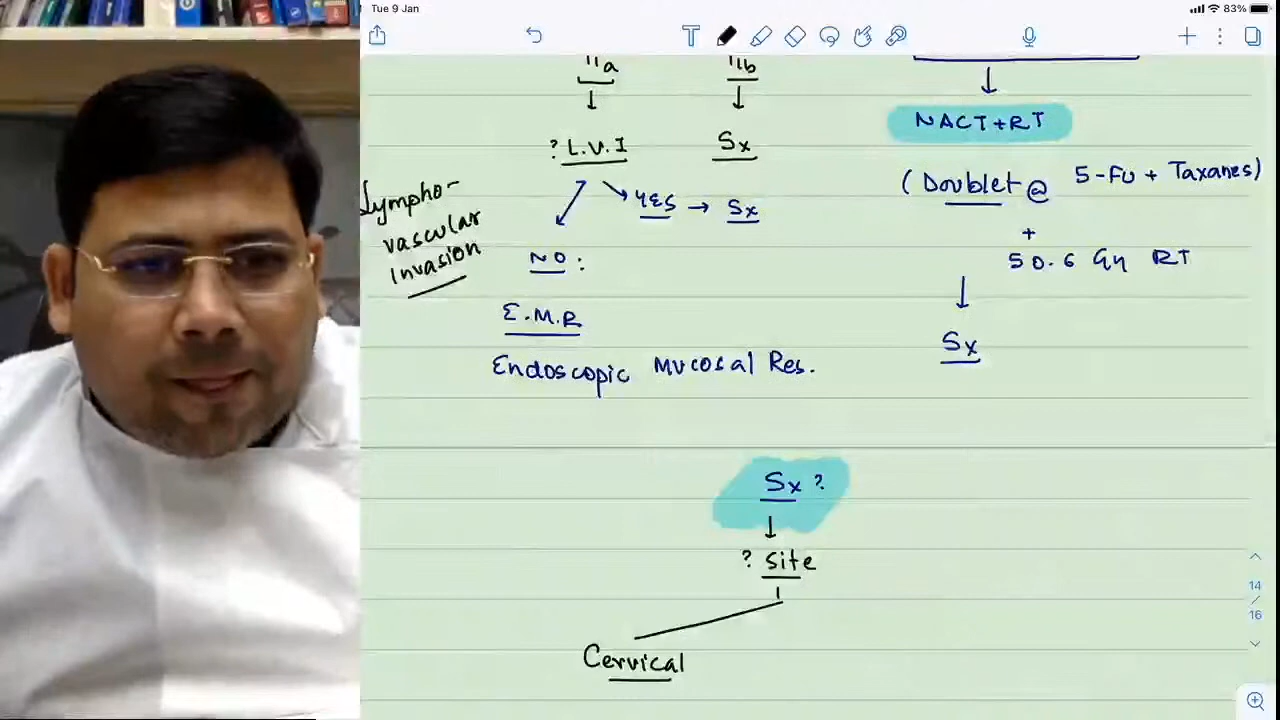 Tue 9 Jan
83%
T
IIa
IIb
NACT+RT
? L.V.I
Sx
(Doublet @ 5-FU + Taxanes)
Lympho-
vascular
Invasion
YES → Sx
+
NO :
50.6 Gy RT
E.M.R
Sx
Endoscopic Mucosal Res.
Sx ?
? Site
14
16
Cervical